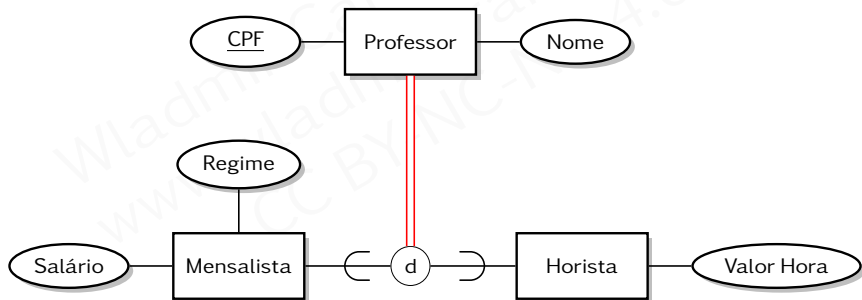 CPF
Professor
Nome
Regime
Salário
Mensalista
d
Horista
Valor Hora